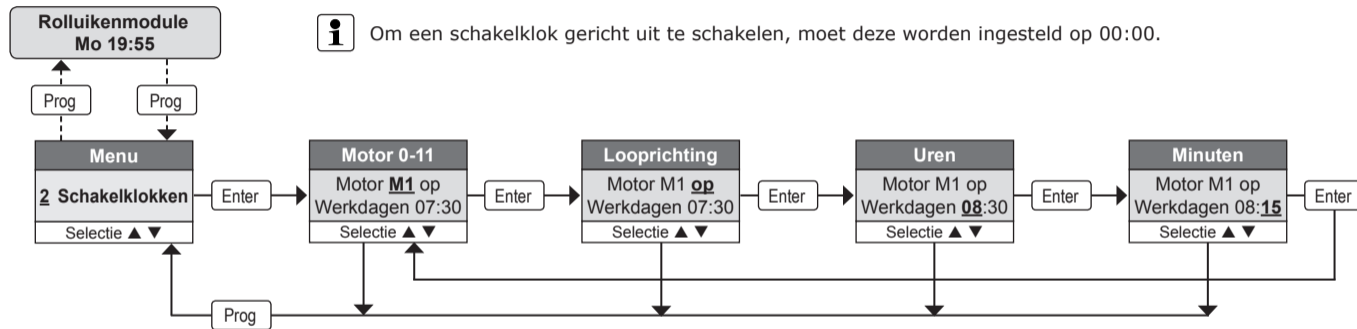 Rolluikenmodule
Mo 19:55
Om een schakelklok gericht uit te schakelen, moet deze worden ingesteld op 00:00.
Prog
Prog
Menu
2 Schakelklokken
Selectie ▲ ▼
Enter
Motor 0-11
Motor M1 op
Werkdagen 07:30
Selectie ▲ ▼
Enter
Looprichting
Motor M1 op
Werkdagen 07:30
Selectie ▲ ▼
Enter
Uren
Motor M1 op
Werkdagen 08:30
Selectie ▲ ▼
Enter
Minuten
Motor M1 op
Werkdagen 08:15
Selectie ▲ ▼
Enter
Prog